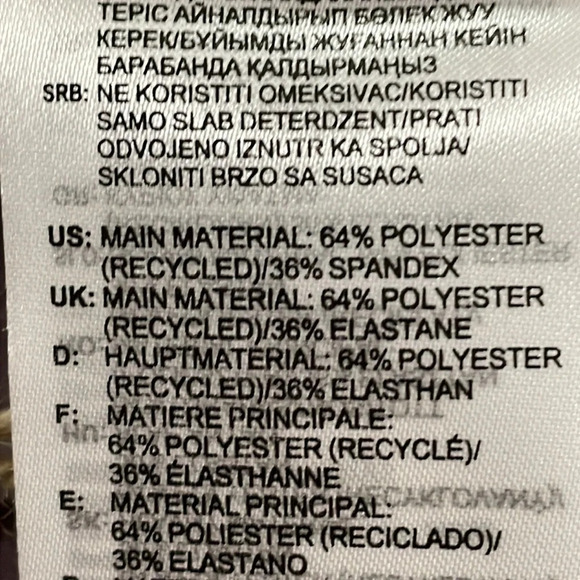 ТЕРІС АЙНАЛДЫРЫП БӨЛЕК ЖУУ
КЕРЕК/БҰЙЫМДЫ ЖУҒАННАН КЕЙІН
БАРАБАНДА ҚАЛДЫРМАҢЫЗ
SRB: NE KORISTITI OMEKSIVAC/KORISTITI
SAMO SLAB DETERDZENT/PRATI
ODVOJENO IZNUTR KA SPOLJA/
SKLONITI BRZO SA SUSACA
US: MAIN MATERIAL: 64% POLYESTER
(RECYCLED)/36% SPANDEX
UK: MAIN MATERIAL: 64% POLYESTER
(RECYCLED)/36% ELASTANE
D: HAUPTMATERIAL: 64% POLYESTER
(RECYCLED)/36% ELASTHAN
F: MATIERE PRINCIPALE:
64% POLYESTER (RECYCLÉ)/
36% ÉLASTHANNE
E: MATERIAL PRINCIPAL:
64% POLIESTER (RECICLADO)/
36% ELASTANO